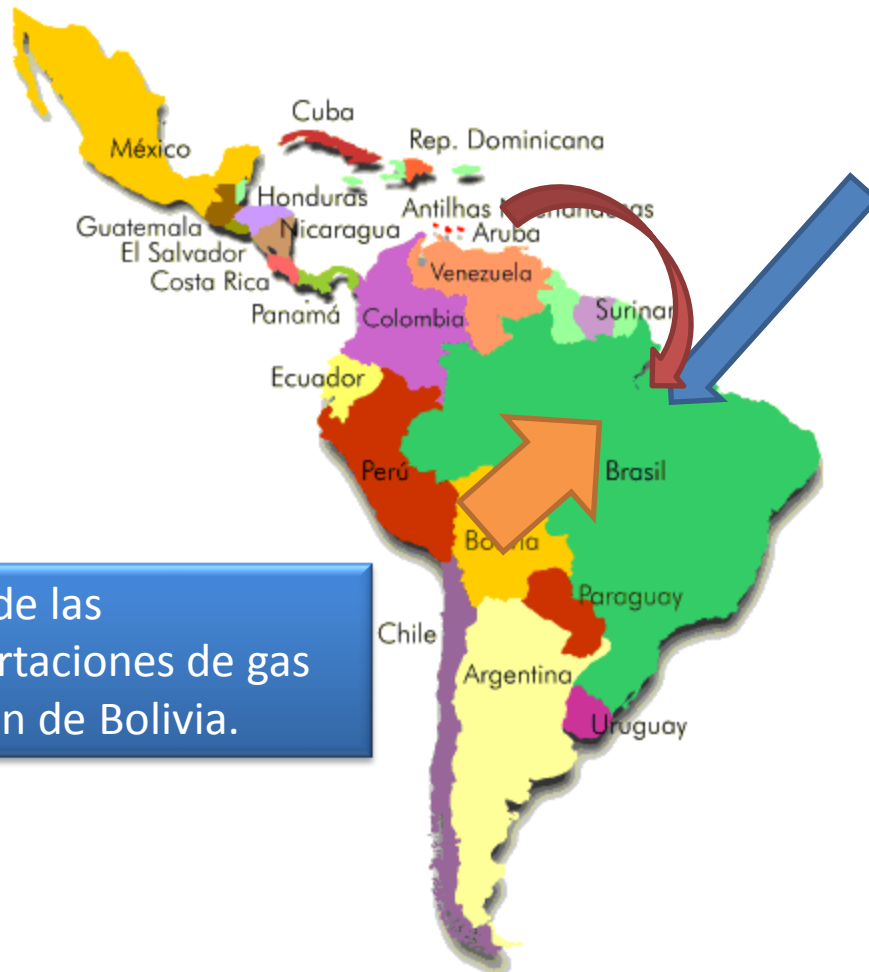 Cuba
Rep. Dominicana
México
Honduras
Antilhas
Guatemala
Nicaragua
Aruba
El Salvador
Costa Rica
Venezuela
Panamá
Colombia
Surinar
Ecuador
Perú
Brasil
Paraguay
de las
rtaciones de gas
n de Bolivia.
Chile
Argentina
Uruguay